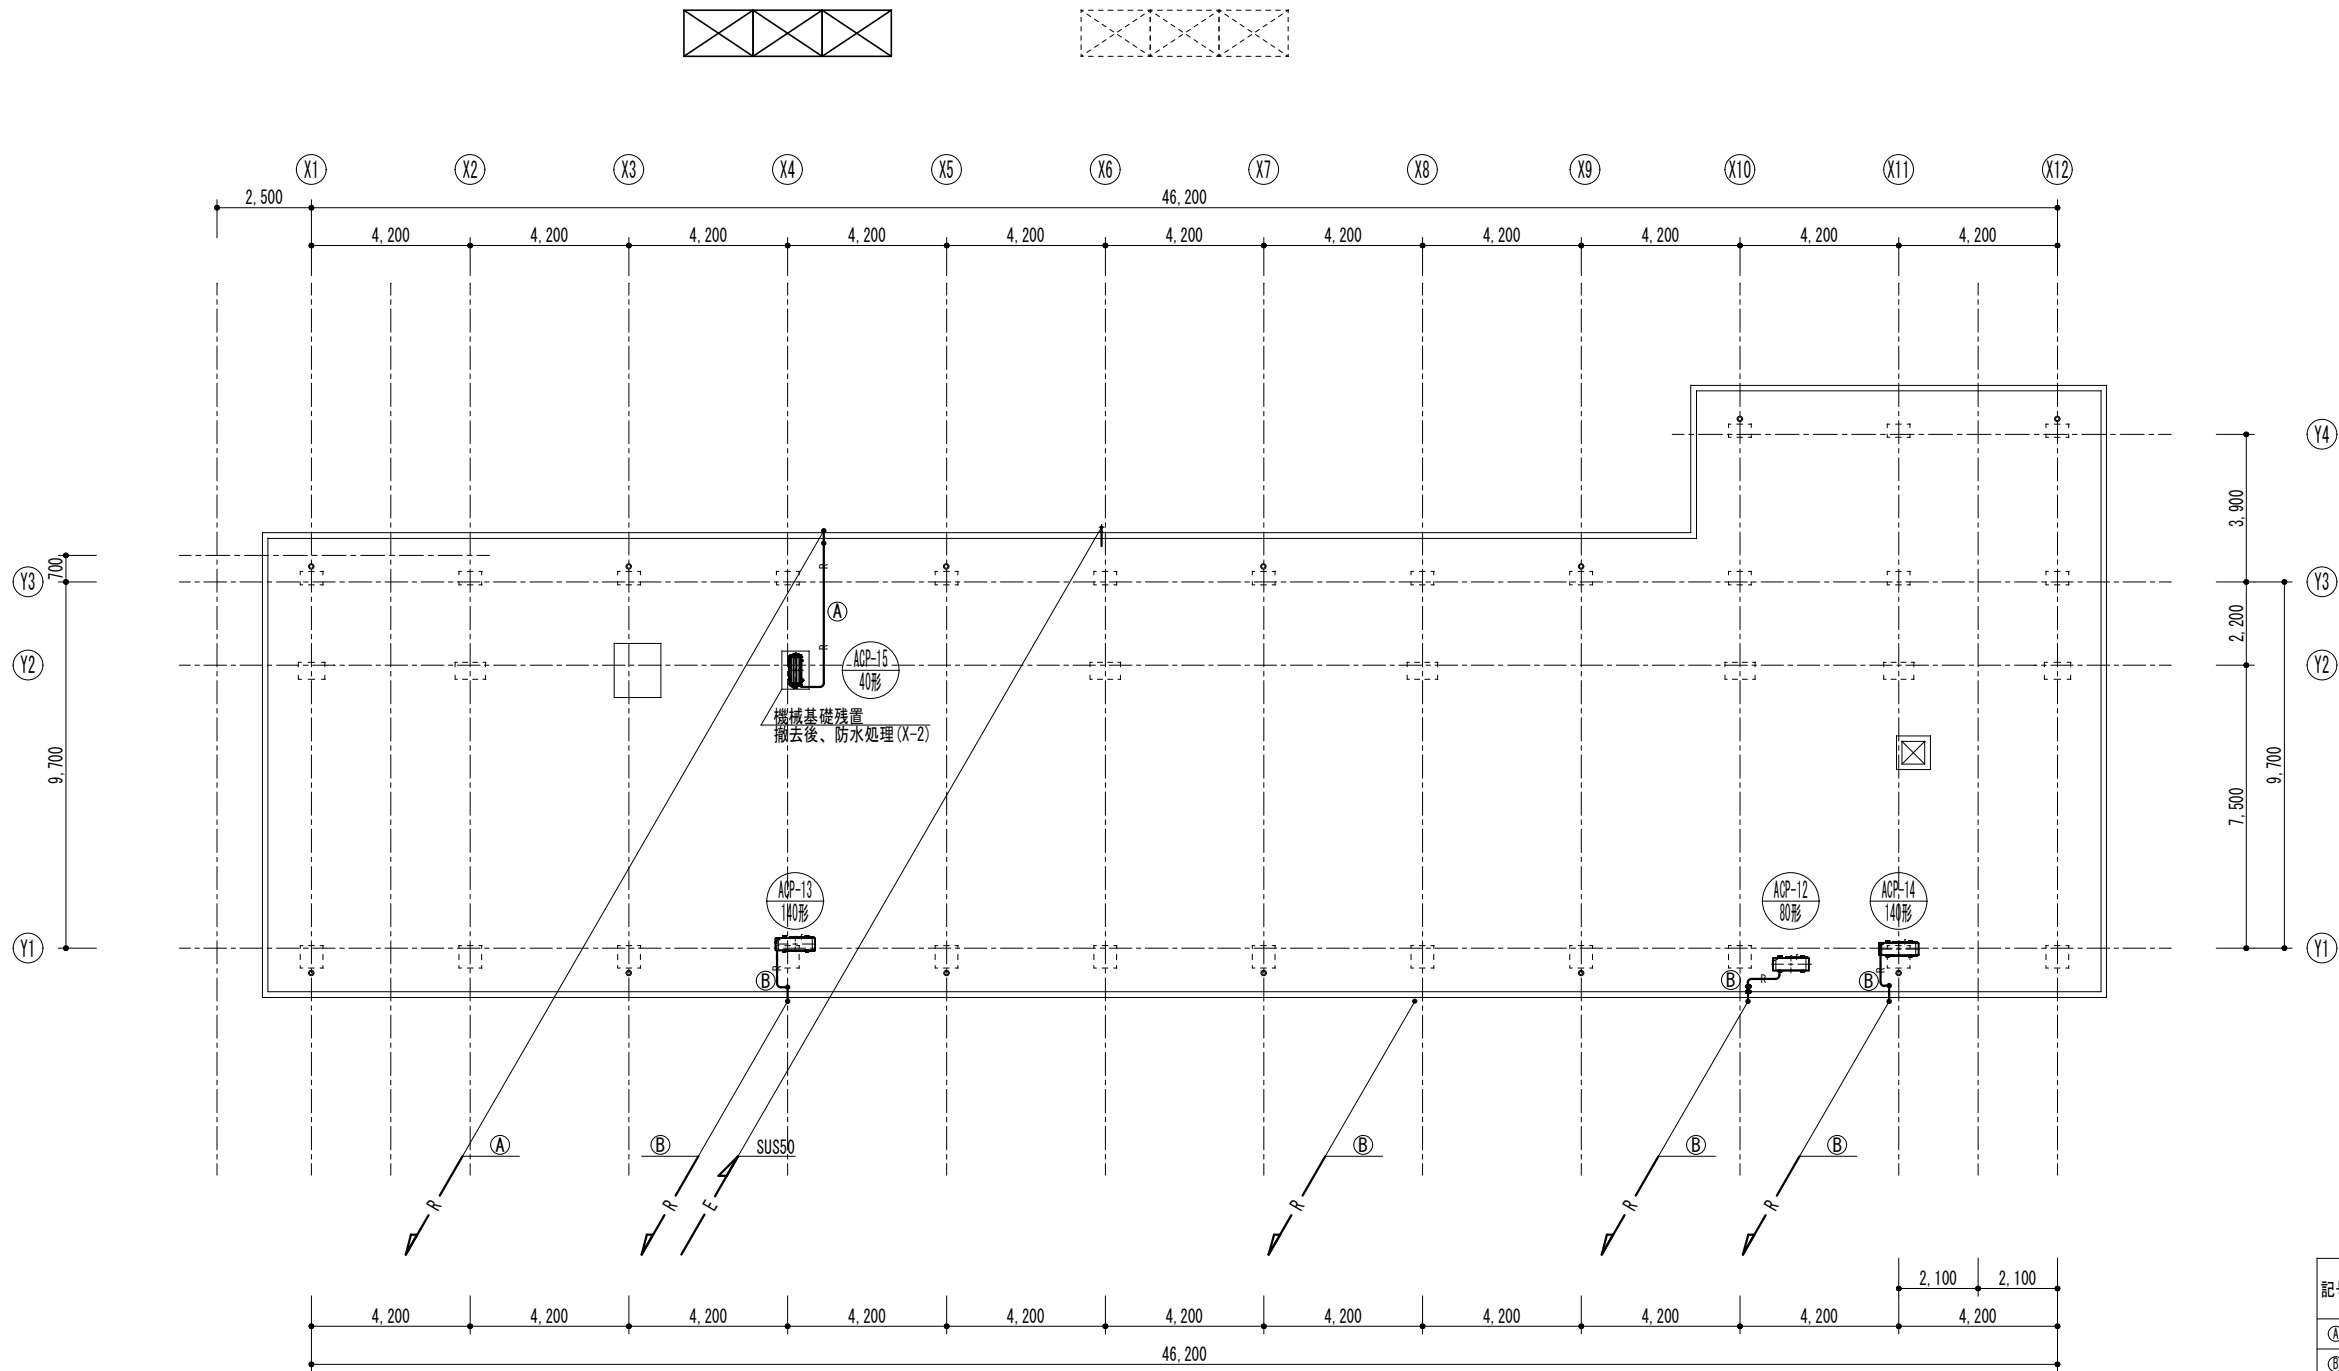 X1 X2 X3 X4 X5 X6 X7 X8 X9 X10 X11 X12
2,500 46,200
4,200 4,200 4,200 4,200 4,200 4,200 4,200 4,200 4,200 4,200 4,200
Y4
3,900
700
Y3 R Y3
A
2,200
R
ACP-15
40形
Y2 Y2
機械基礎残置
撤去後、防水処理(X-2)
9,700 9,700
7,500
ACP-13 ACP-12 ACP-14
140形 80形 140形
Y1 Y1
R R R
B B B
A B SUS50 B B B
R R E R R R
2,100 2,100
4,200 4,200 4,200 4,200 4,200 4,200 4,200 4,200 4,200 4,200 4,200
46,200
A
B